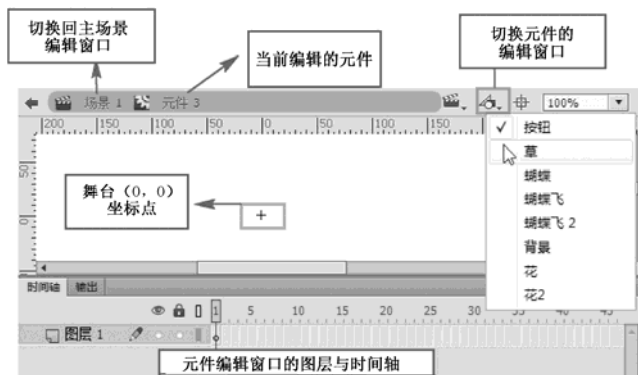 切换回主场景
编辑窗口
当前编辑的元件
切换元件的
编辑窗口
场景 1 元件 3
100%
200 150 100 50 0 50 100 150
50
0
按钮
草
蝴蝶
蝴蝶飞
蝴蝶飞 2
背景
花
花2
舞台（0，0）
坐标点
时间轴 输出
1 5 10 15 20 25 30 35 40 45
图层 1
元件编辑窗口的图层与时间轴